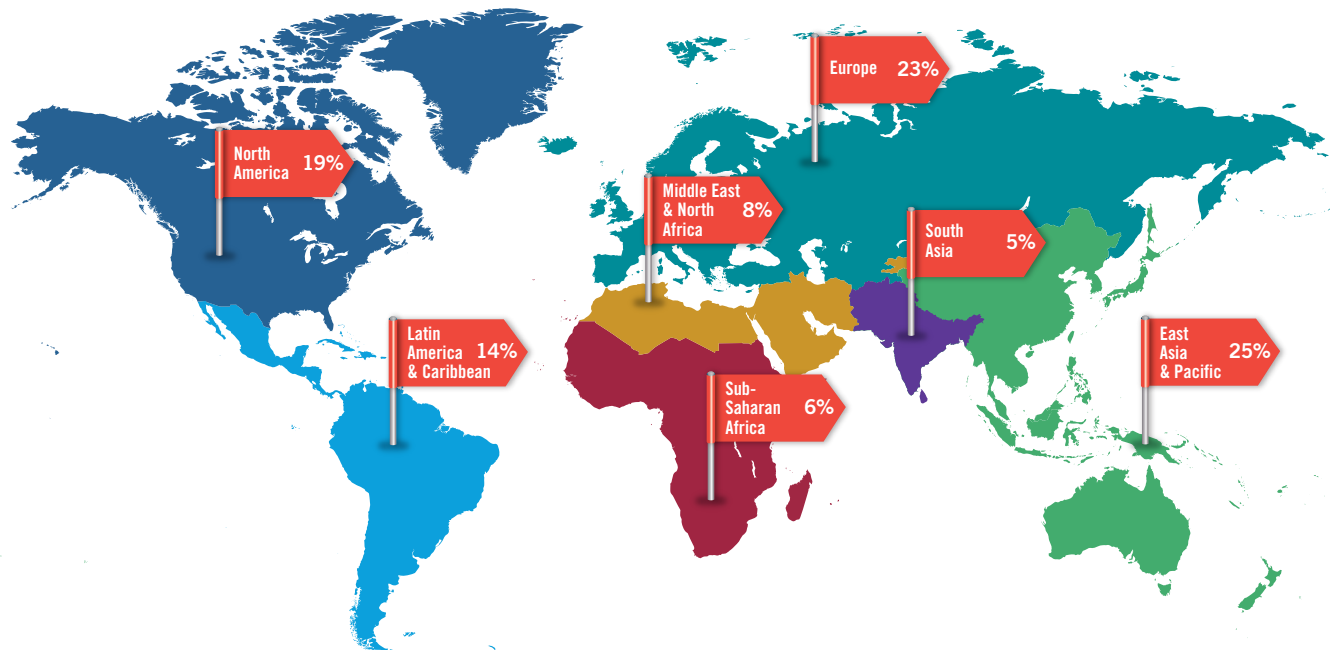 Europe 23%
North
America 19%
Middle East
& North
Africa 8%
South
Asia 5%
Latin
America 14%
& Caribbean
East
Asia 25%
& Pacific
Sub-
Saharan 6%
Africa